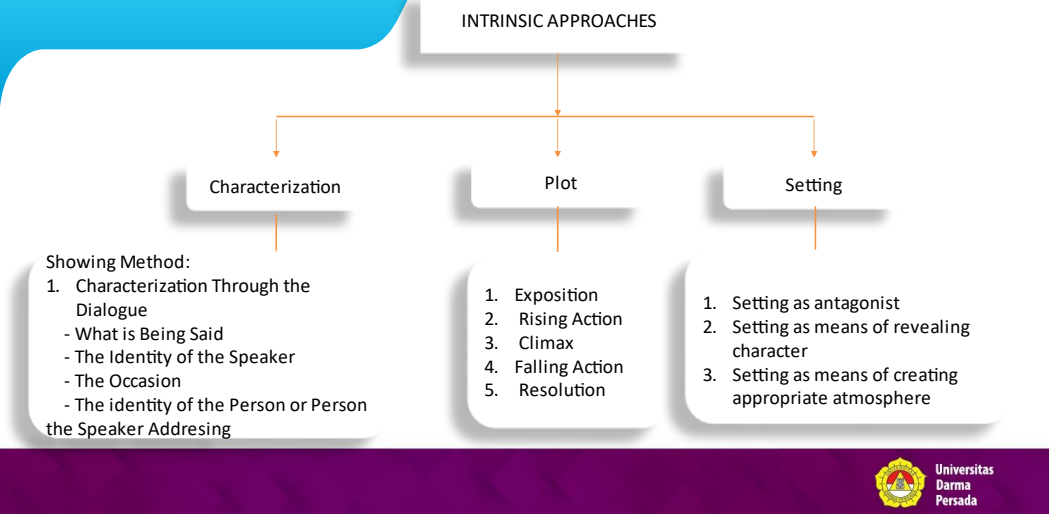 INTRINSIC APPROACHES
Characterization
Plot
Setting
Showing Method:
1. Characterization Through the
Dialogue
- What is Being Said
- The Identity of the Speaker
- The Occasion
- The identity of the Person or Person
the Speaker Addresing
1. Exposition
2. Rising Action
3. Climax
4. Falling Action
5. Resolution
1. Setting as antagonist
2. Setting as means of revealing
character
3. Setting as means of creating
appropriate atmosphere
Universitas
Darma
Persada